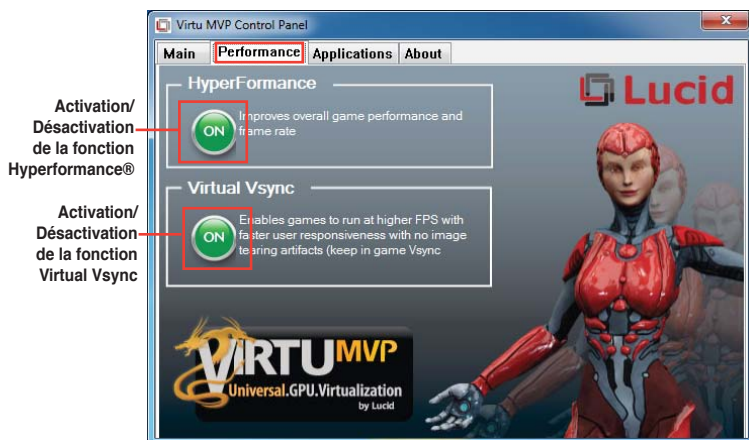 Virtu MVP Control Panel
Main Performance Applications About
HyperFormance
Lucid
ON
Improves overall game performance and
frame rate
Activation/
Désactivation
de la fonction
Hyperformance®
Virtual Vsync
ON
Enables games to run at higher FPS with
faster user responsiveness with no image
tearing artifacts (keep in game Vsync
Activation/
Désactivation
de la fonction
Virtual Vsync
VIRTU MVP
Universal.GPU.Virtualization
by Lucid